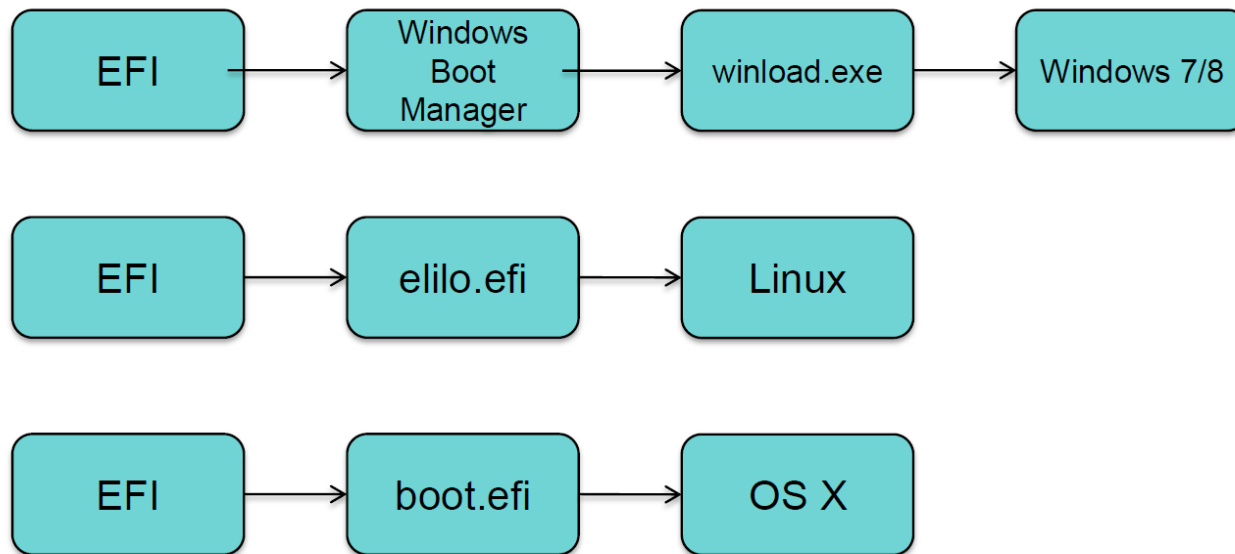 EFI
Windows
Boot
Manager
winload.exe
Windows 7/8
EFI
elilo.efi
Linux
EFI
boot.efi
OS X